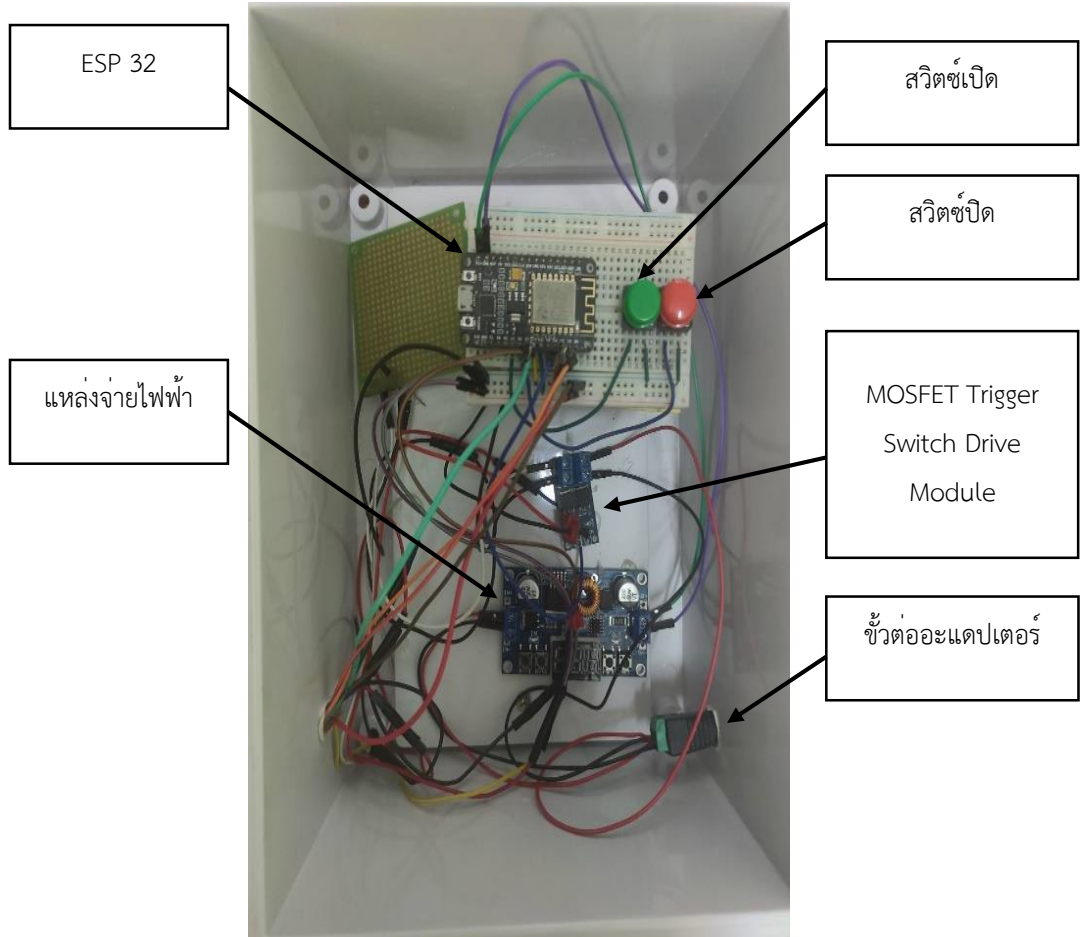 ESP 32
สวิตซ์เปิด
สวิตซ์ปิด
แหล่งจ่ายไฟฟ้า
MOSFET Trigger
Switch Drive
Module
ขั้วต่ออะแดปเตอร์